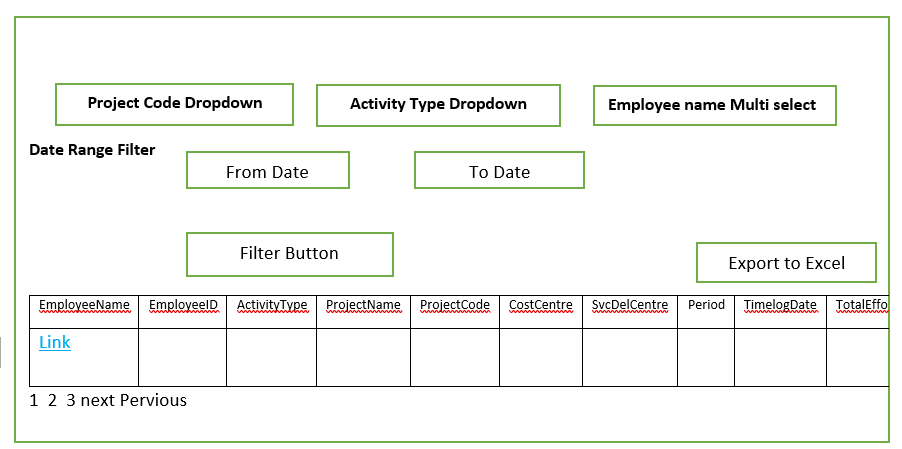 Project Code Dropdown
Activity Type Dropdown
Employee name Multi select
Date Range Filter
From Date
To Date
Filter Button
Export to Excel
EmployeeName EmployeeID ActivityType ProjectName ProjectCode CostCentre SvcDelCentre Period TimelogDate TotalEffo
Link
1 2 3 next Pervious